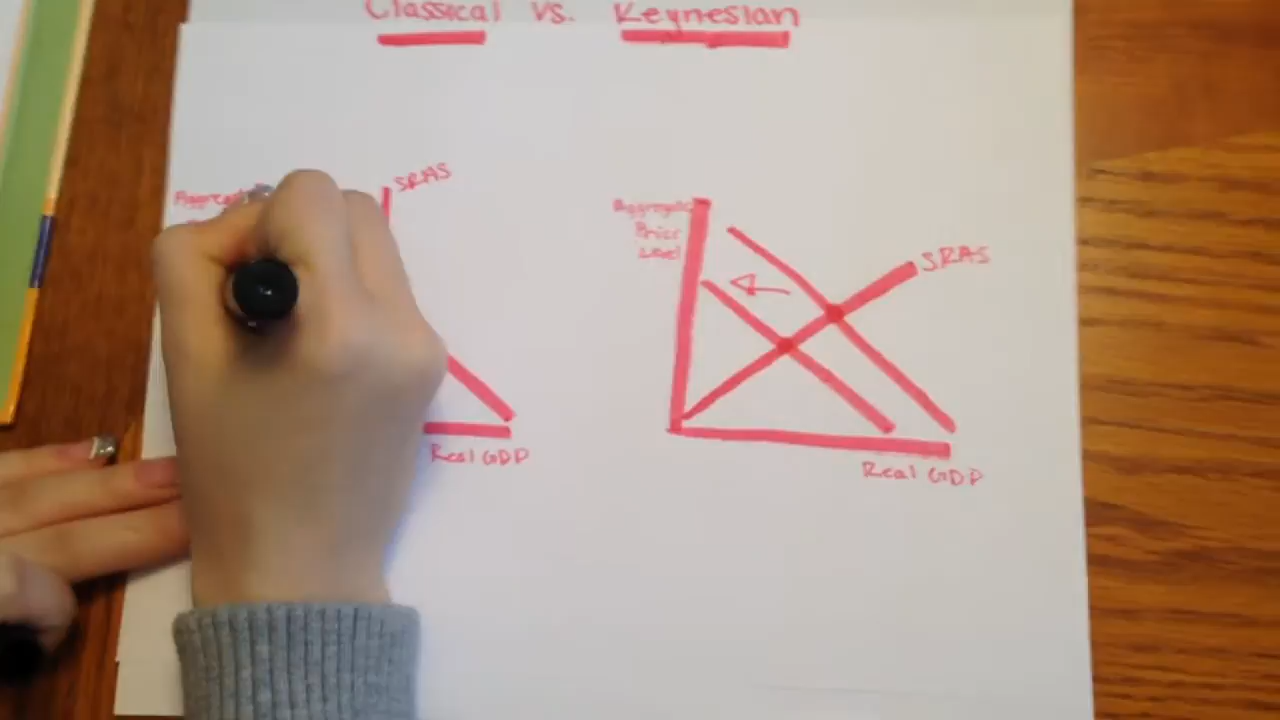 Classical vs. Keynesian
SRAS
Real GDP
Aggregate
Price
Level
SRAS
Real GDP